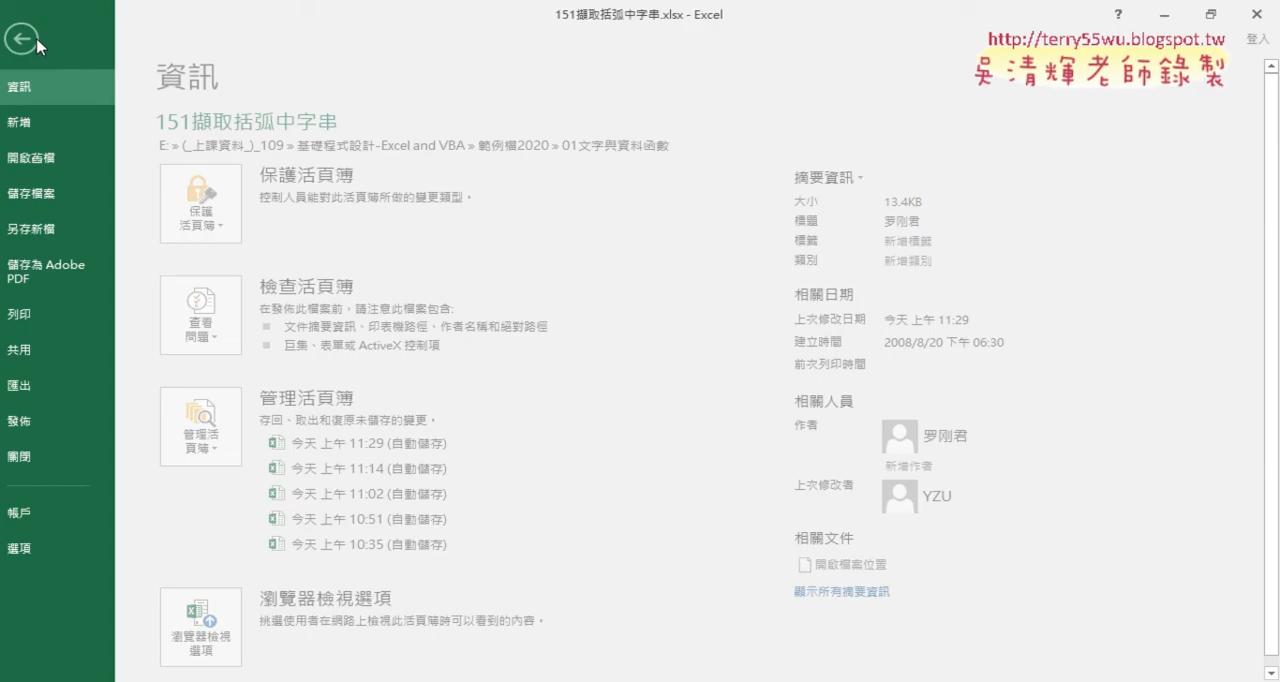 151擷取括弧中字串.xlsx - Excel
?
http://terry55wu.blogspot.tw
登入
吳清輝老師錄製
資訊
新增
開啟舊檔
儲存檔案
另存新檔
儲存為 Adobe
PDF
列印
共用
匯出
發佈
關閉
帳戶
選項
資訊
151擷取括弧中字串
E: » (_上課資料_)_109 » 基礎程式設計-Excel and VBA » 範例檔2020 » 01文字與資料函數
保護
活頁簿
保護活頁簿
控制人員能對此活頁簿所做的變更類型。
查看
問題
檢查活頁簿
在發佈此檔案前，請注意此檔案包含:
文件摘要資訊、印表機路徑、作者名稱和絕對路徑
巨集、表單或 ActiveX 控制項
管理活
頁簿
管理活頁簿
存回、取出和復原未儲存的變更。
今天 上午 11:29 (自動儲存)
今天 上午 11:14 (自動儲存)
今天 上午 11:02 (自動儲存)
今天 上午 10:51 (自動儲存)
今天 上午 10:35 (自動儲存)
瀏覽器檢視
選項
瀏覽器檢視選項
挑選使用者在網路上檢視此活頁簿時可以看到的內容。
摘要資訊
大小 13.4KB
標題 罗刚君
標籤 新增標籤
類別 新增類別
相關日期
上次修改日期 今天 上午 11:29
建立時間 2008/8/20 下午 06:30
前次列印時間
相關人員
作者 罗刚君
新增作者
上次修改者 YZU
相關文件
開啟檔案位置
顯示所有摘要資訊